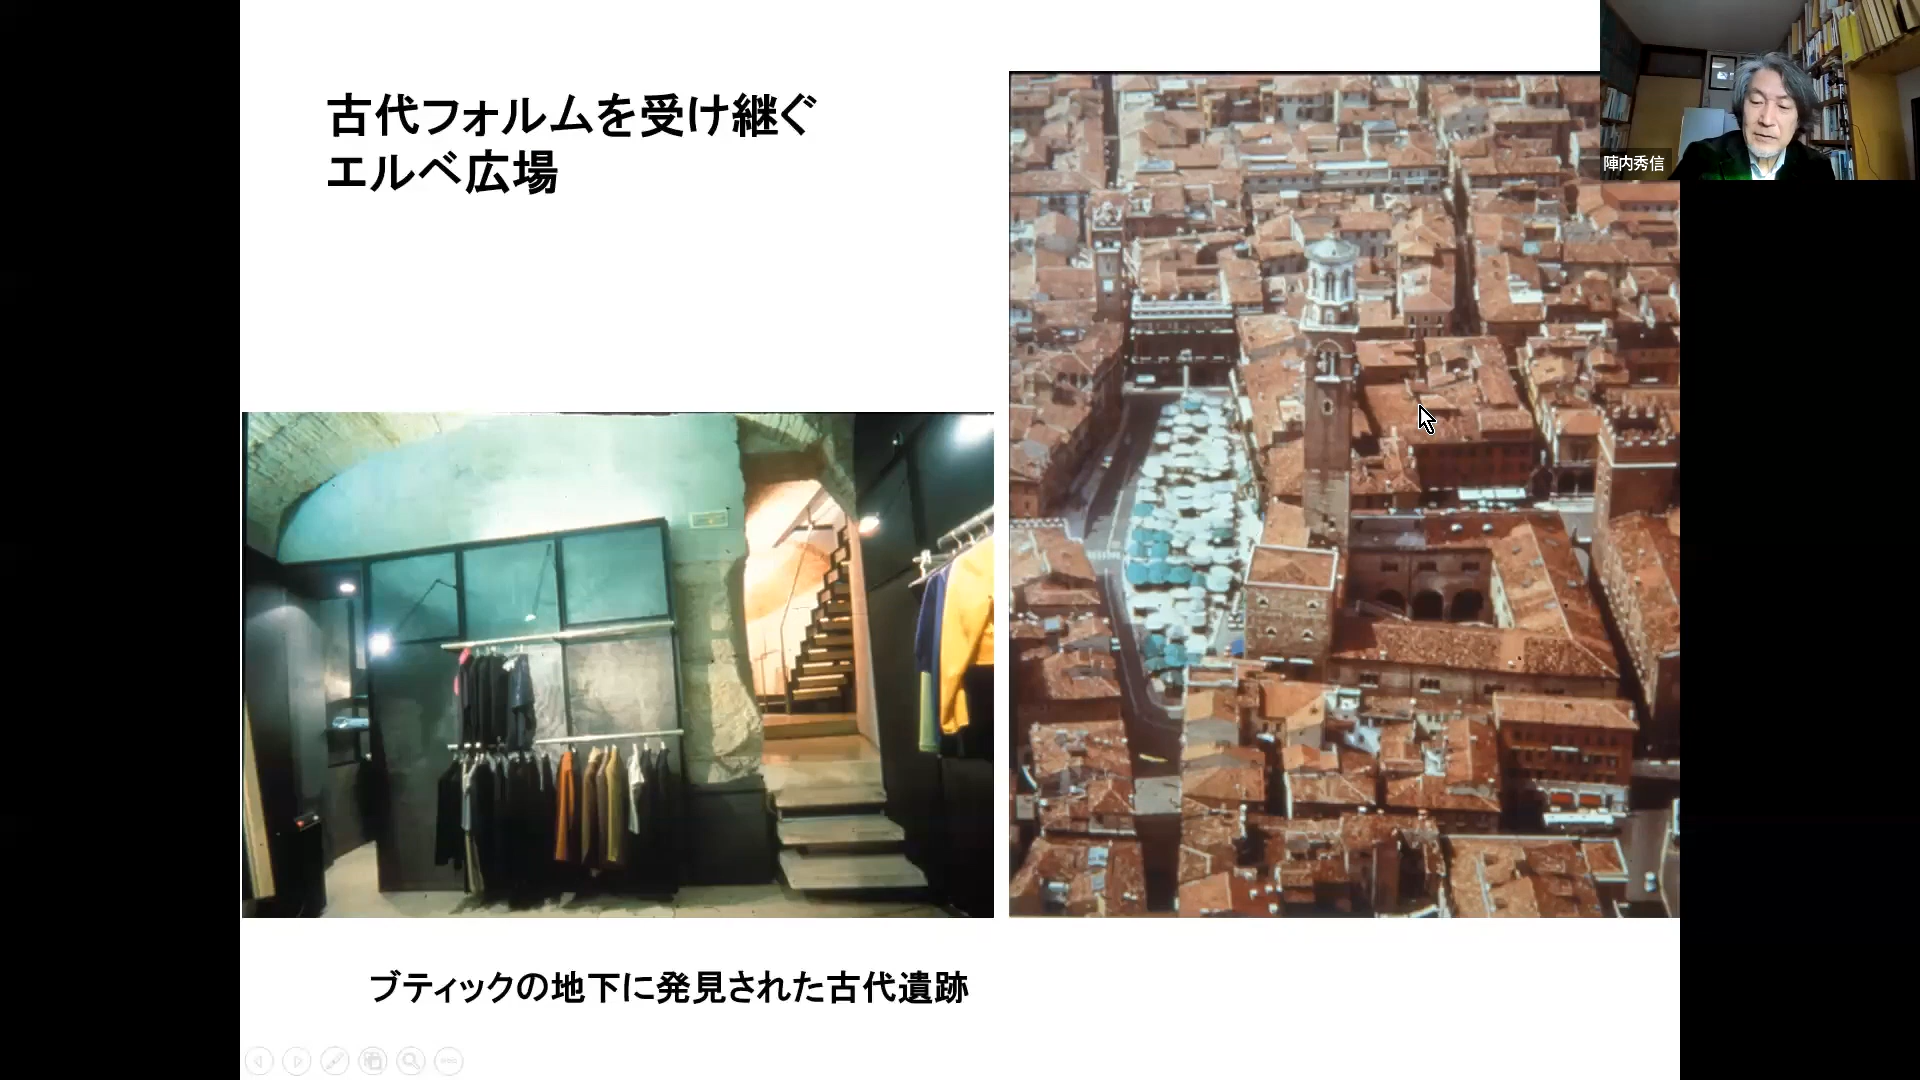 古代フォルムを受け継ぐ
エルベ広場
陣内秀信
ブティックの地下に発見された古代遺跡